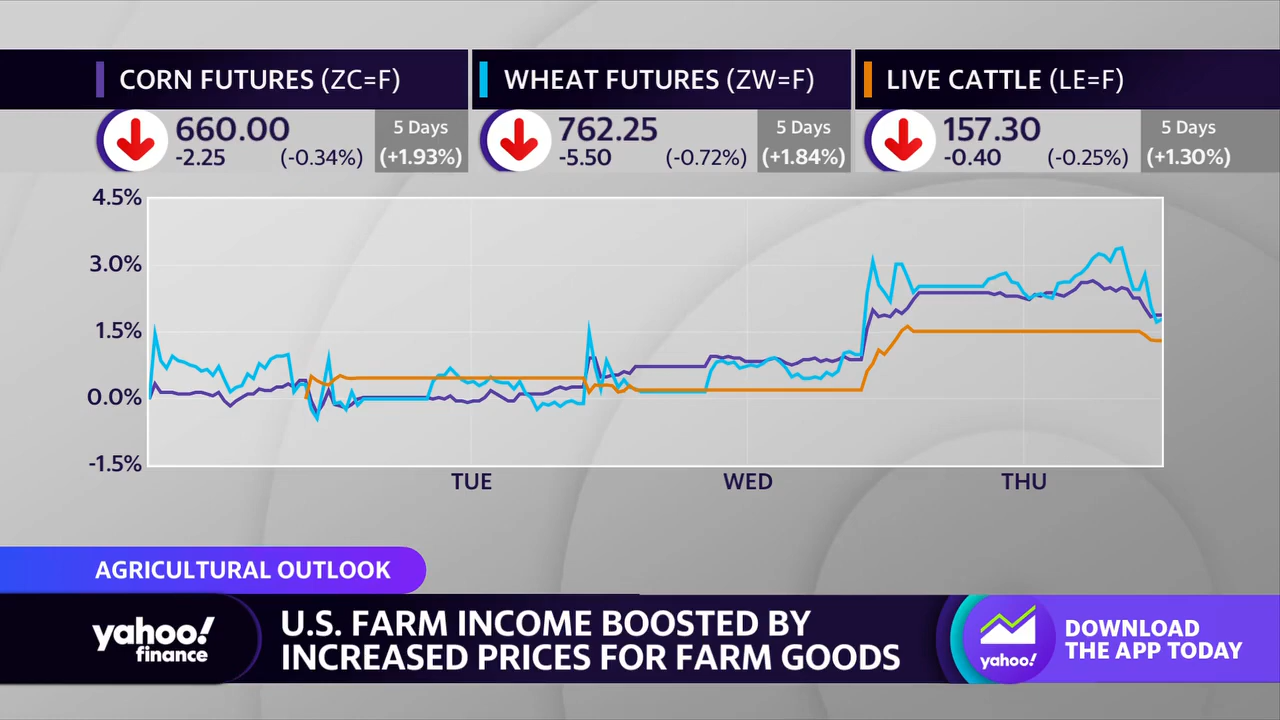 CORN FUTURES (ZC=F)
660.00
-2.25 (-0.34%)
5 Days
(+1.93%)
WHEAT FUTURES (ZW=F)
762.25
-5.50 (-0.72%)
5 Days
(+1.84%)
LIVE CATTLE (LE=F)
157.30
-0.40 (-0.25%)
5 Days
(+1.30%)
4.5%
3.0%
1.5%
0.0%
-1.5%
TUE WED THU
AGRICULTURAL OUTLOOK
yahoo!
finance
U.S. FARM INCOME BOOSTED BY
INCREASED PRICES FOR FARM GOODS
yahoo!
DOWNLOAD
THE APP TODAY